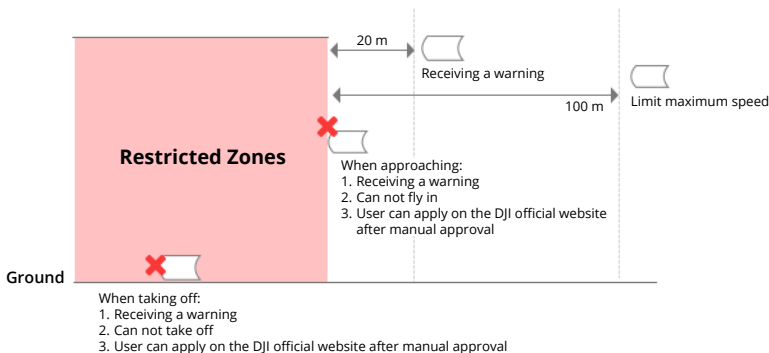 20 m
Receiving a warning
100 m
Limit maximum speed
Restricted Zones
When approaching:
1. Receiving a warning
2. Can not fly in
3. User can apply on the DJI official website
after manual approval
Ground
When taking off:
1. Receiving a warning
2. Can not take off
3. User can apply on the DJI official website after manual approval